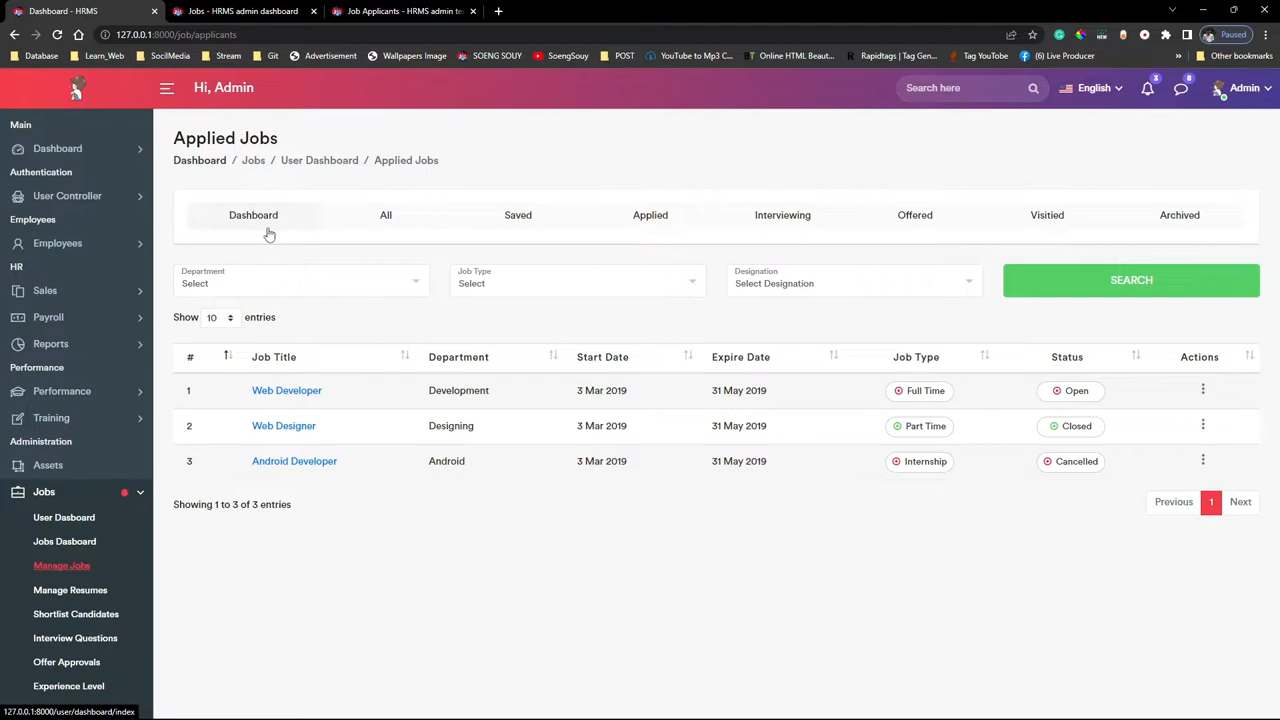 Dashboard - HRMS
Jobs - HRMS admin dashboard
Job Applicants - HRMS admin te
127.0.0.1:8000/job/applicants
Paused
Database
Learn_Web
SocilMedia
Stream
Git
Advertisement
Wallpapers Image
SOENG SOUY
SoengSouy
POST
YouTube to Mp3 C...
Online HTML Beaut...
Rapidtags | Tag Gen...
Tag YouTube
(6) Live Producer
Other bookmarks
Hi, Admin
Search here
English
3
8
Admin
Main
Dashboard
Authentication
User Controller
Employees
Employees
HR
Sales
Payroll
Reports
Performance
Performance
Training
Administration
Assets
Jobs
User Dasboard
Jobs Dasboard
Manage Jobs
Manage Resumes
Shortlist Candidates
Interview Questions
Offer Approvals
Experience Level
127.0.0.1:8000/user/dashboard/index
Applied Jobs
Dashboard / Jobs / User Dashboard / Applied Jobs
Dashboard All Saved Applied Interviewing Offered Visitied Archived
Department
Select
Job Type
Select
Designation
Select Designation
SEARCH
Show 10 entries
# Job Title Department Start Date Expire Date Job Type Status Actions
1 Web Developer Development 3 Mar 2019 31 May 2019 Full Time Open
2 Web Designer Designing 3 Mar 2019 31 May 2019 Part Time Closed
3 Android Developer Android 3 Mar 2019 31 May 2019 Internship Cancelled
Showing 1 to 3 of 3 entries
Previous 1 Next